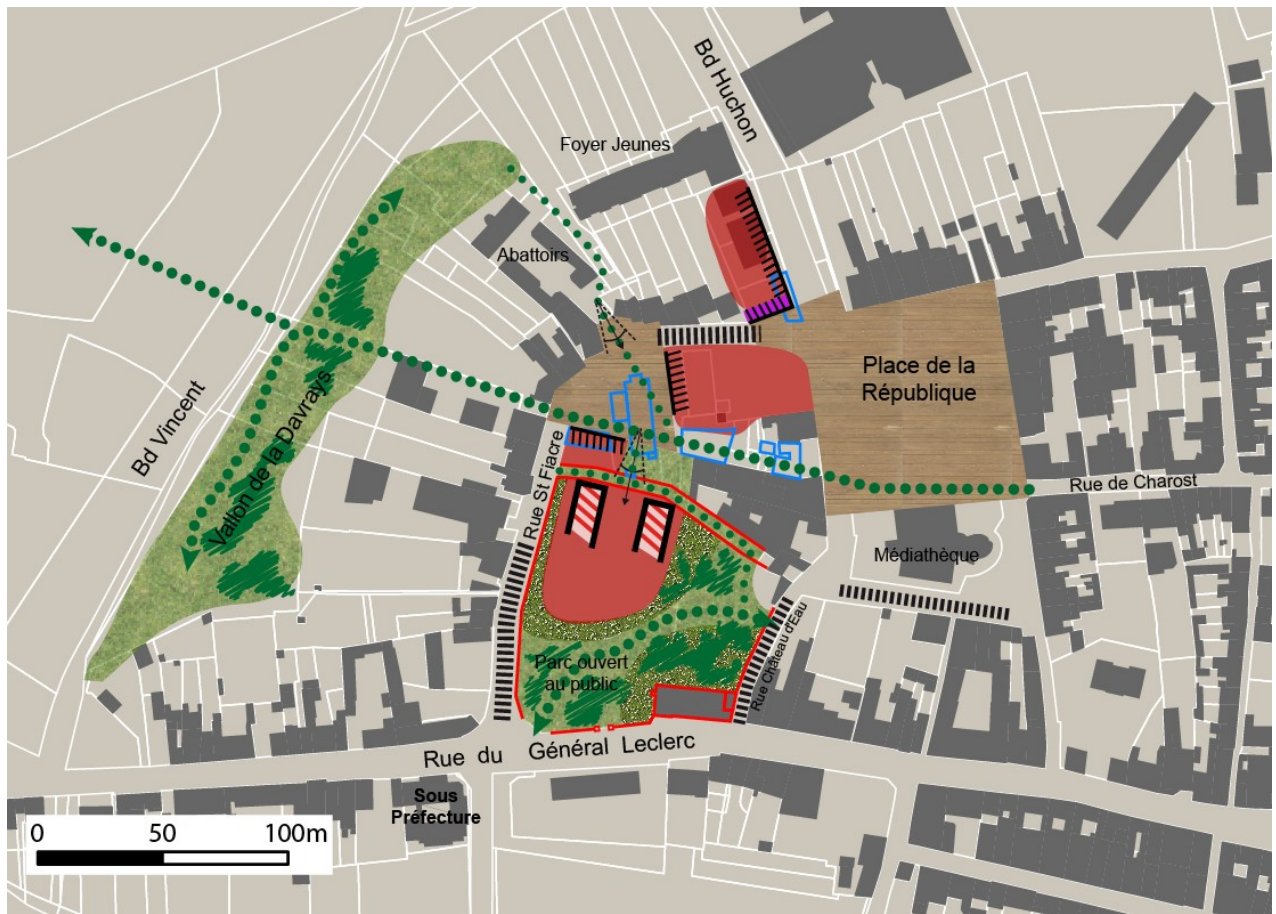 Bd Huchon
Foyer Jeunes
Abattoirs
Place de la
République
Bd Vincent
Vallon de la Davrays
Rue St Fiacre
Rue de Charost
Médiathèque
Parc ouvert
au public
Rue Château d'Eau
Rue du Général Leclerc
Sous
Préfecture
0 50 100m